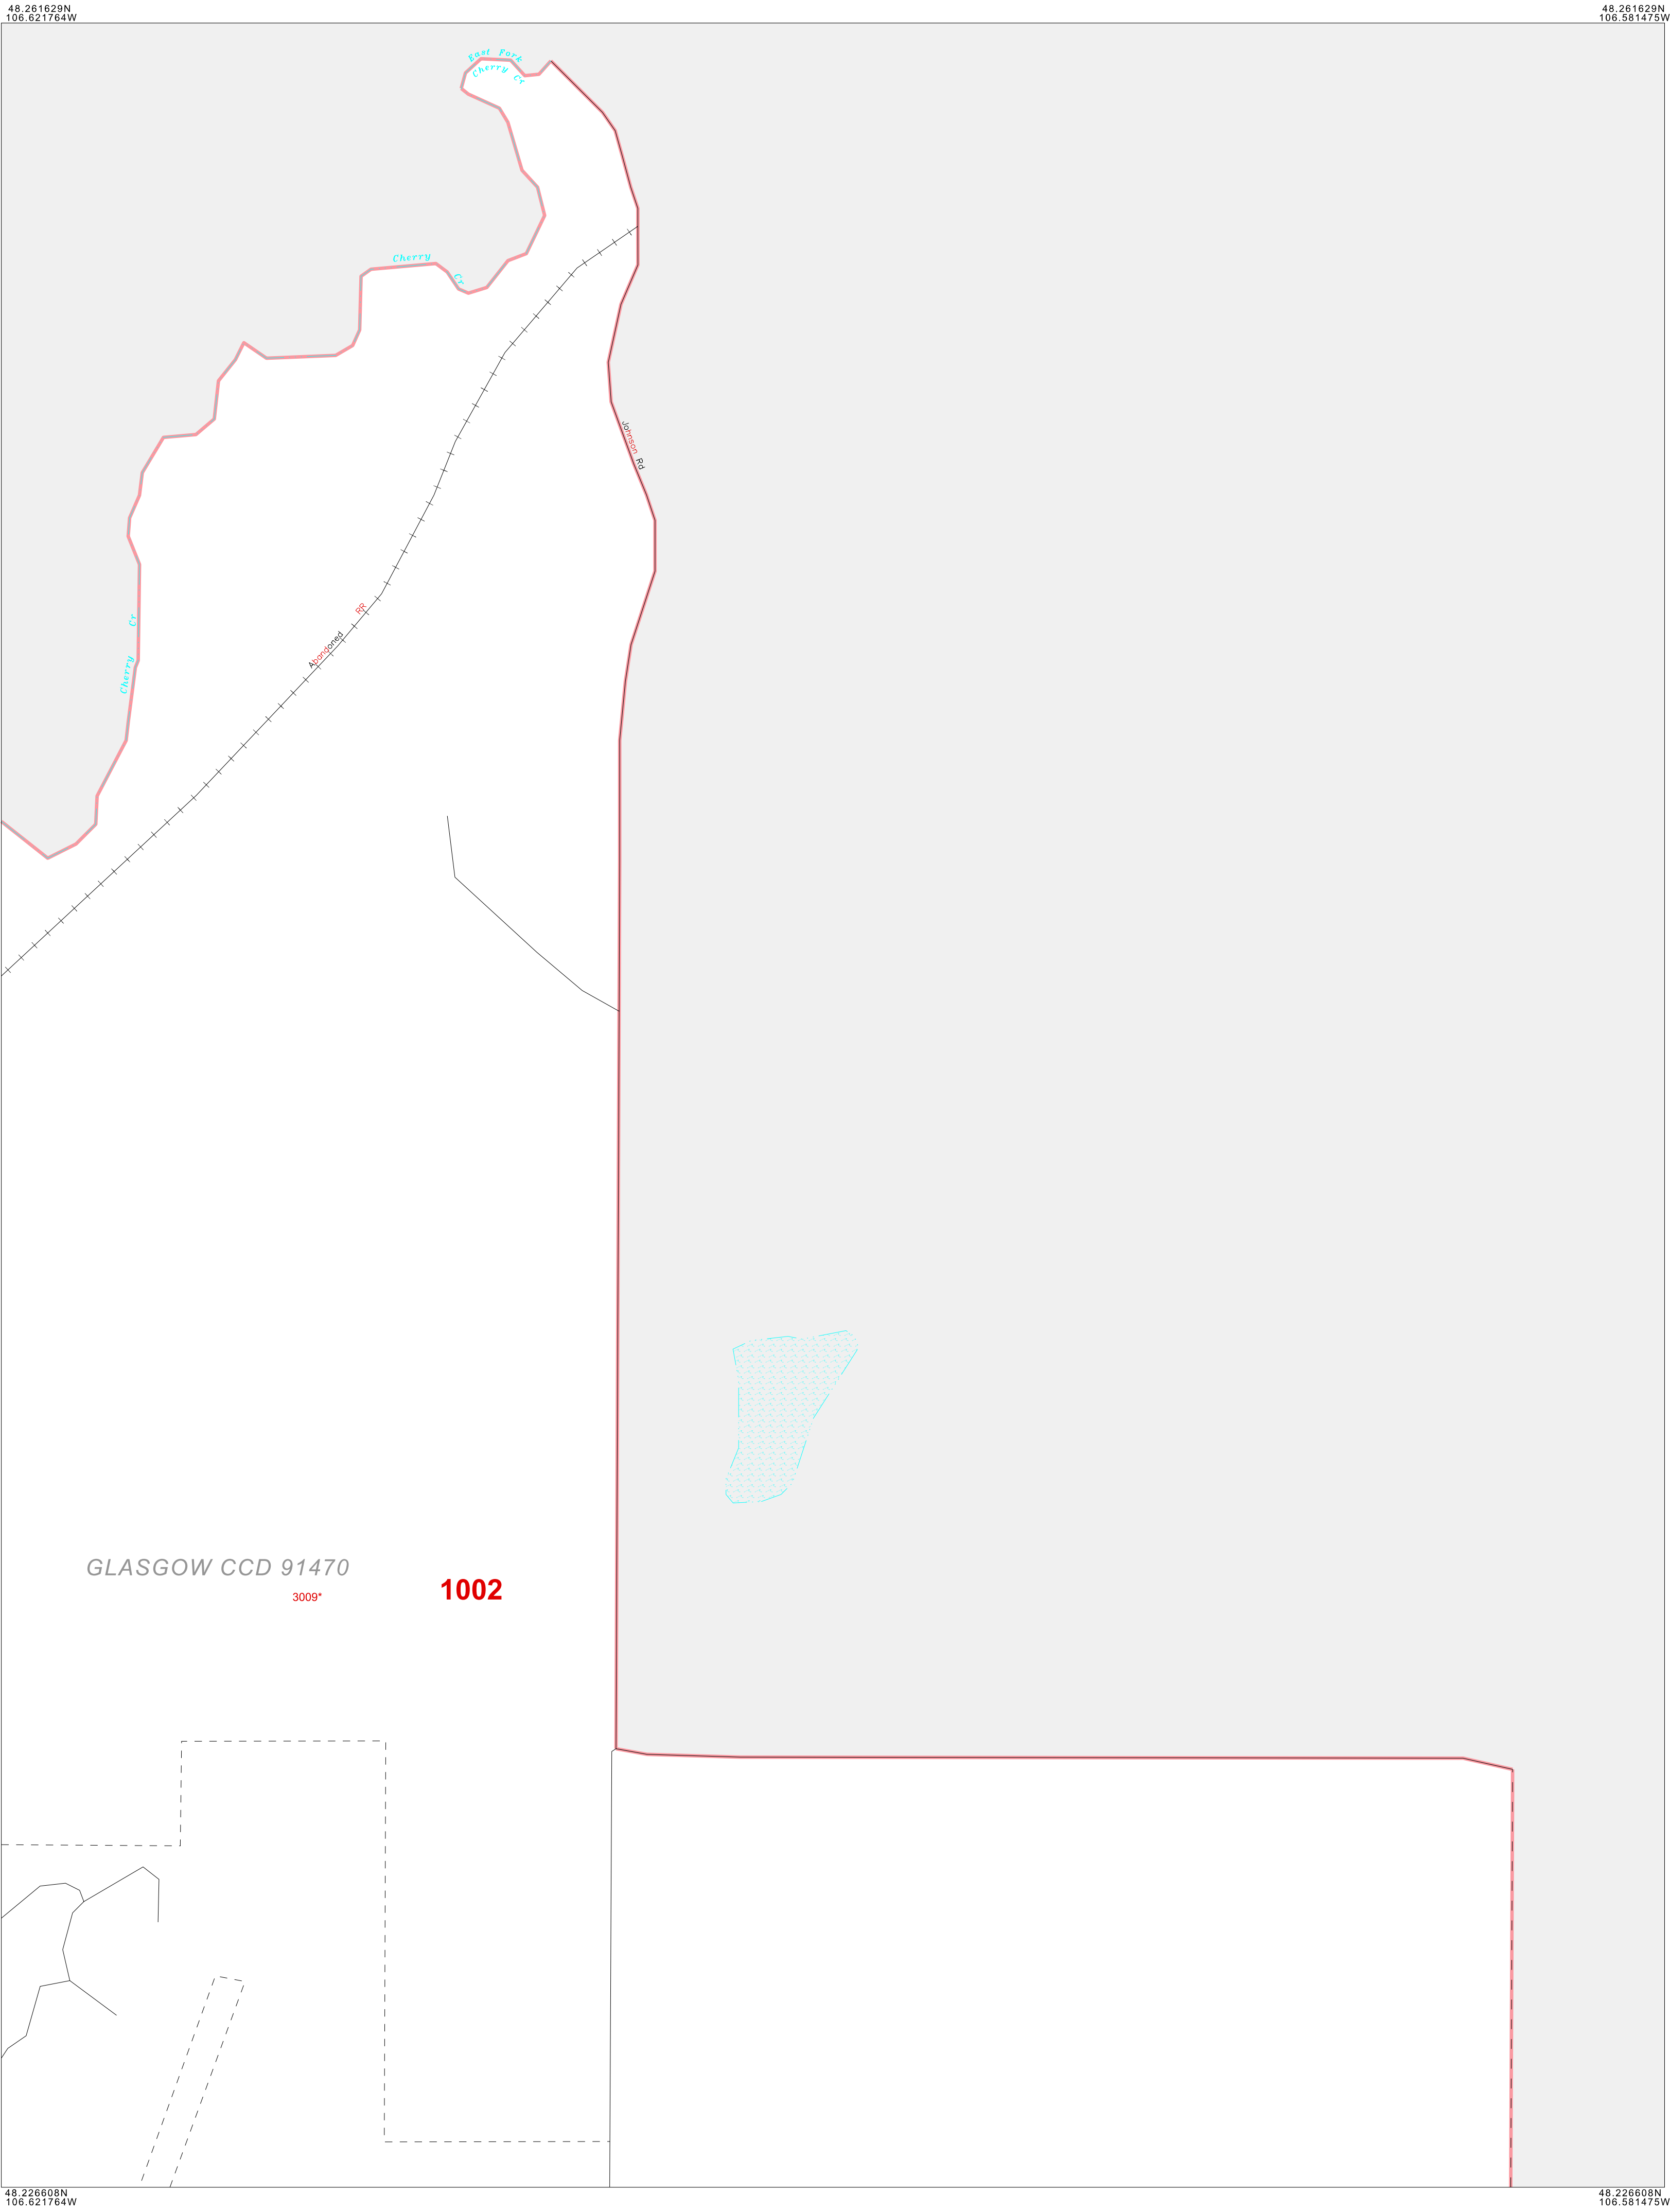 48.261629N
106.621764W
48.261629N
106.581475W
East Fork
Cherry Cr
Cherry Cr
Johnson Rd
Abandoned RR
Cherry Cr
GLASGOW CCD 91470
3009*
1002
48.226608N
106.621764W
48.226608N
106.581475W